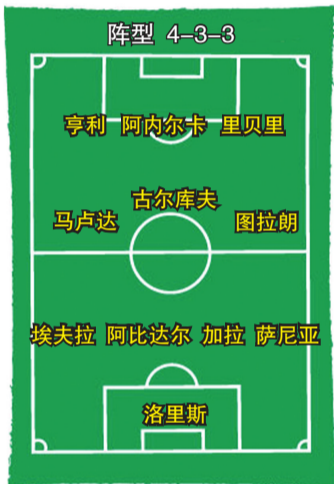 阵型 4–3–3
亨利 阿内尔卡 里贝里
古尔库夫
马卢达 图拉朗
埃夫拉 阿比达尔 加拉 萨尼亚
洛里斯